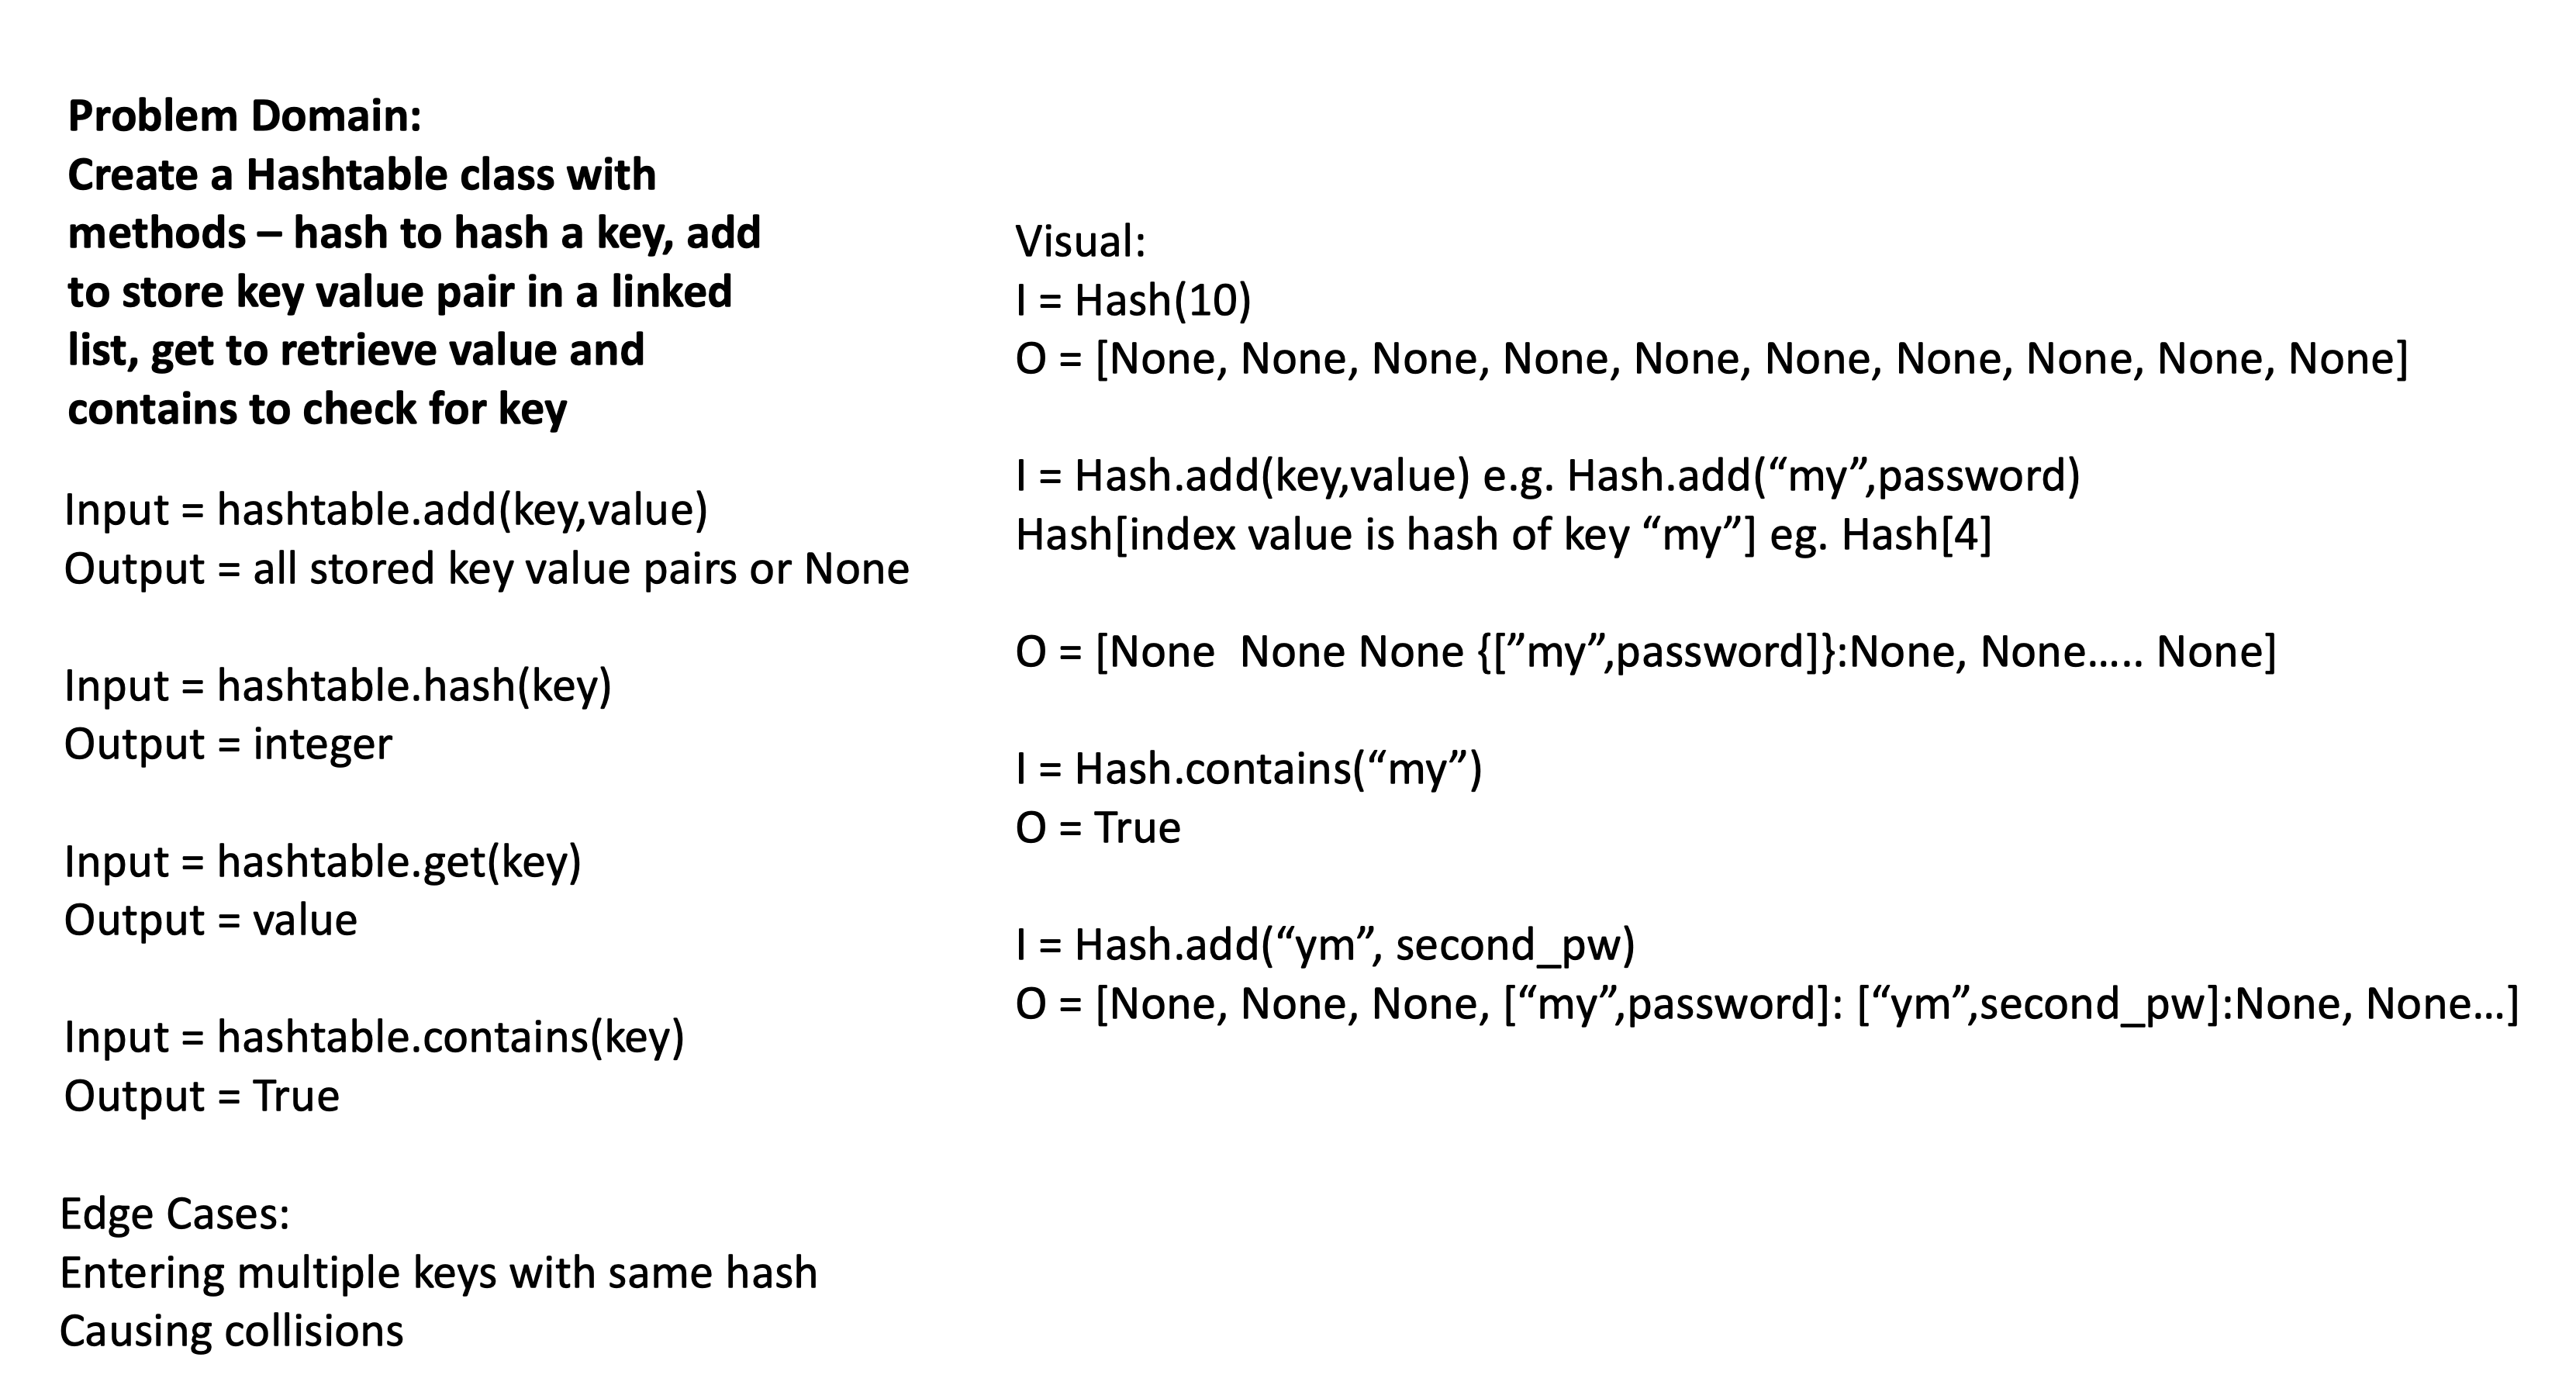 Problem Domain:
Create a Hashtable class with
methods – hash to hash a key, add
to store key value pair in a linked
list, get to retrieve value and
contains to check for key
Input = hashtable.add(key,value)
Output = all stored key value pairs or None
Input = hashtable.hash(key)
Output = integer
Input = hashtable.get(key)
Output = value
Input = hashtable.contains(key)
Output = True
Edge Cases:
Entering multiple keys with same hash
Causing collisions
Visual:
I = Hash(10)
O = [None, None, None, None, None, None, None, None, None, None]
I = Hash.add(key,value) e.g. Hash.add(“my”,password)
Hash[index value is hash of key “my”] eg. Hash[4]
O = [None  None None {[”my”,password]}:None, None….. None]
I = Hash.contains(“my”)
O = True
I = Hash.add(“ym”, second_pw)
O = [None, None, None, [“my”,password]: [“ym”,second_pw]:None, None…]